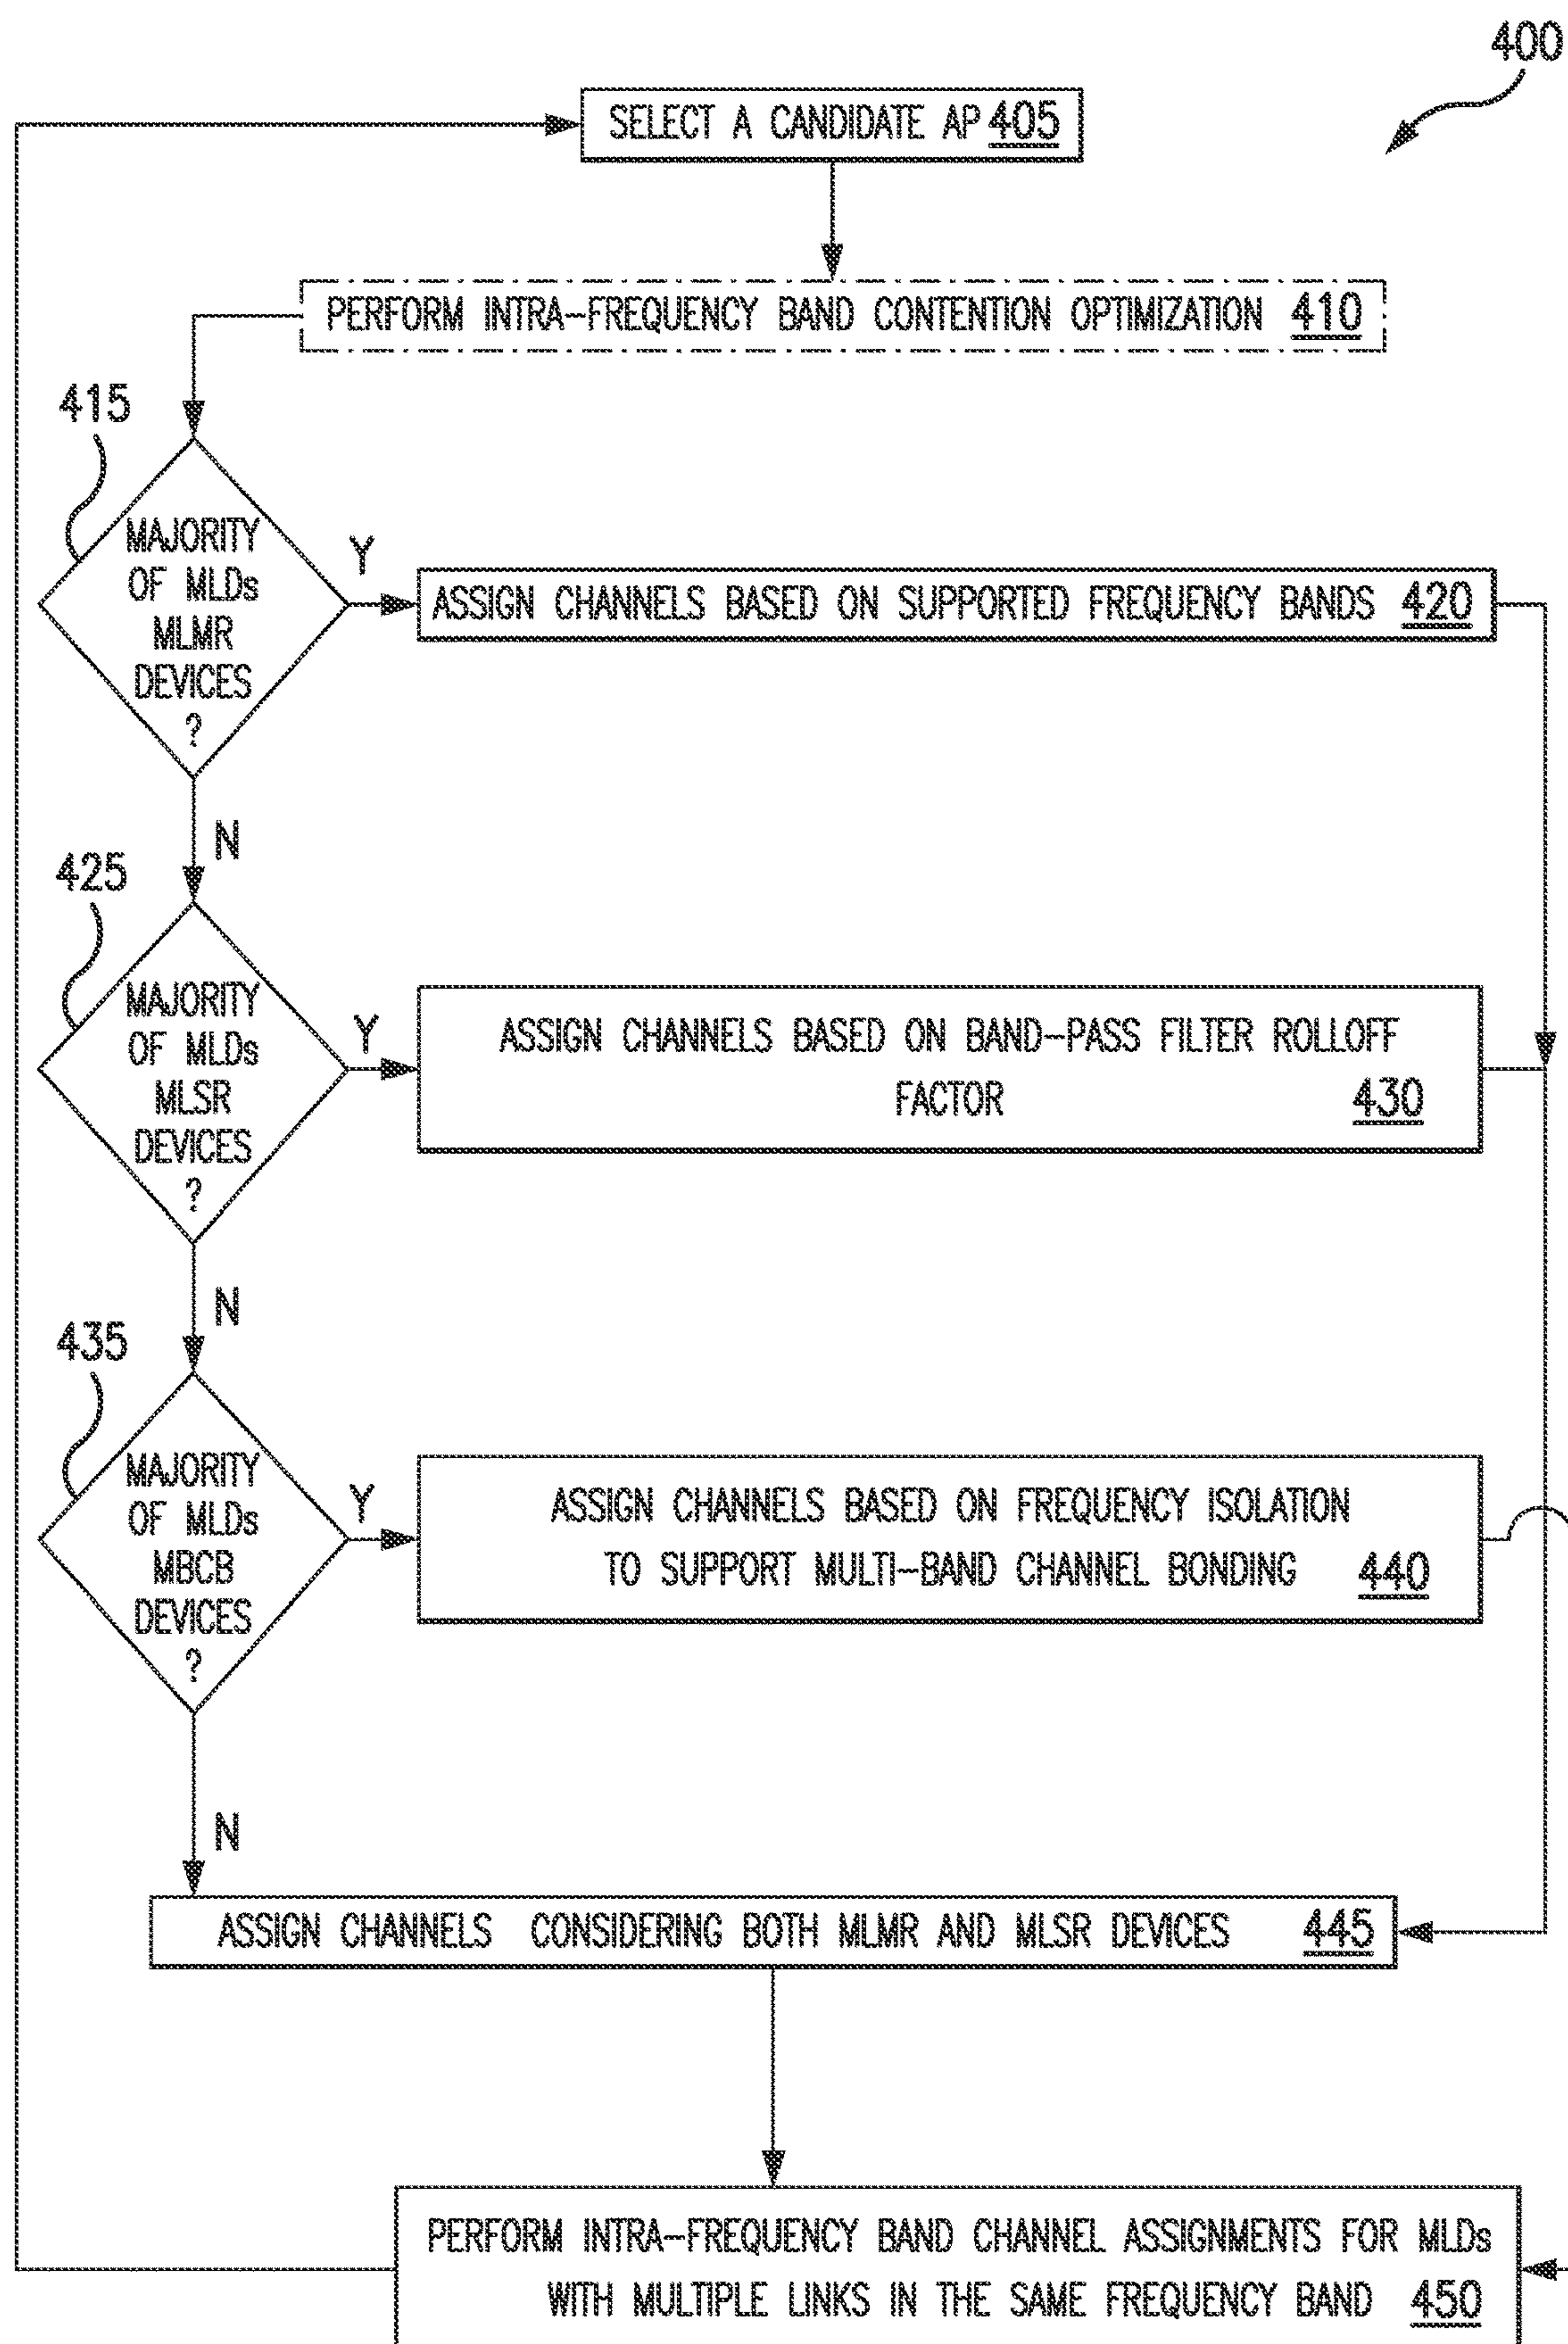 400
SELECT A CANDIDATE AP 405
PERFORM INTRA-FREQUENCY BAND CONTENTION OPTIMIZATION 410
415
MAJORITY
OF MLDs
MLMR
DEVICES
?
Y
ASSIGN CHANNELS BASED ON SUPPORTED FREQUENCY BANDS 420
N
425
MAJORITY
OF MLDs
MLSR
DEVICES
?
Y
ASSIGN CHANNELS BASED ON BAND-PASS FILTER ROLLOFF
FACTOR 430
N
435
MAJORITY
OF MLDs
MBCB
DEVICES
?
Y
ASSIGN CHANNELS BASED ON FREQUENCY ISOLATION
TO SUPPORT MULTI-BAND CHANNEL BONDING 440
N
ASSIGN CHANNELS CONSIDERING BOTH MLMR AND MLSR DEVICES 445
PERFORM INTRA-FREQUENCY BAND CHANNEL ASSIGNMENTS FOR MLDs
WITH MULTIPLE LINKS IN THE SAME FREQUENCY BAND 450